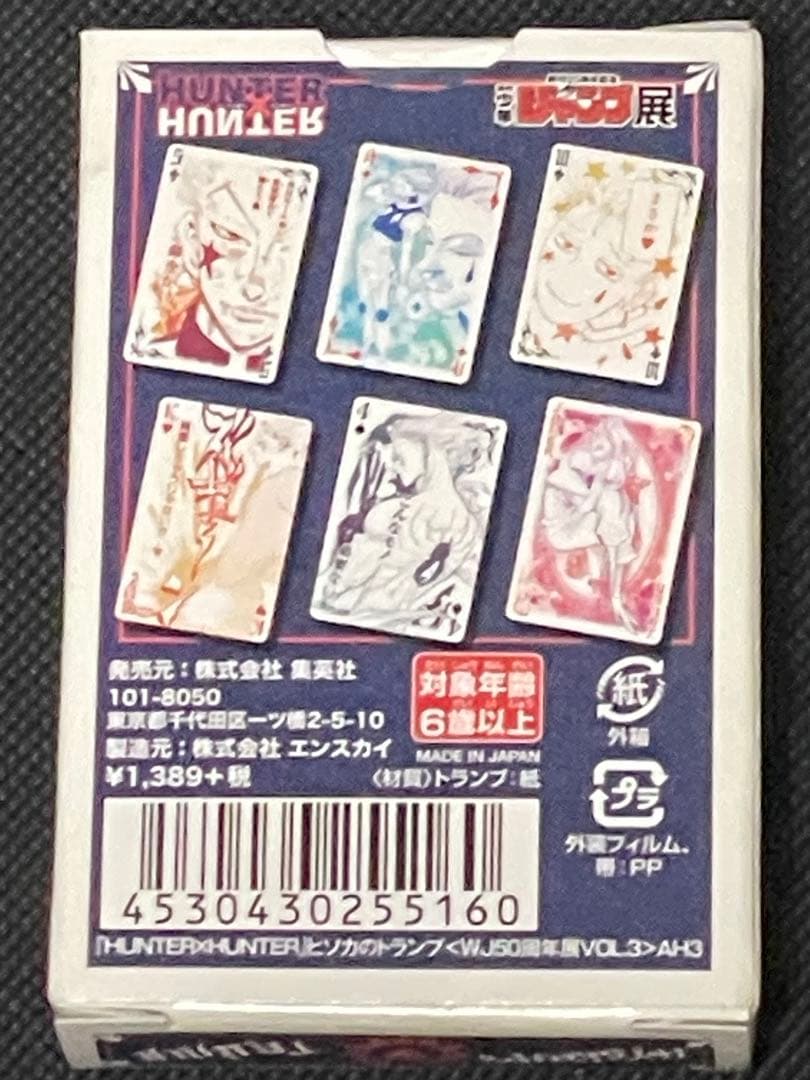 HUNTER
×
HUNTER
ジャンプ展
10
10
K
発売元：株式会社 集英社
101-8050
東京都千代田区一ツ橋2-5-10
製造元：株式会社 エンスカイ
¥1,389+税
対象年齢
6歳以上
MADE IN JAPAN
〈材質〉トランプ：紙
紙
外箱
プラ
外装フィルム、
帯：PP
4530430255160
『HUNTER×HUNTER』ヒソカのトランプ<WJ50周年展VOL.3>AH3